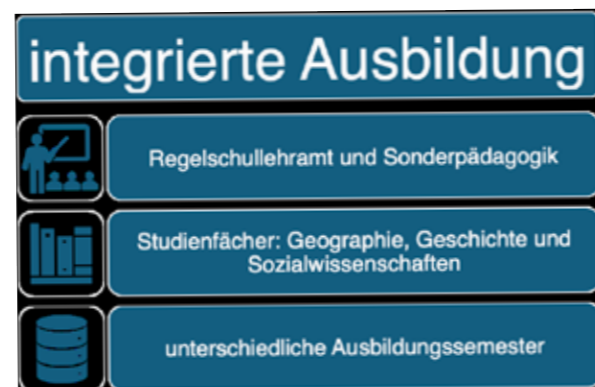 integrierte Ausbildung
Regelschullehramt und Sonderpädagogik
Studienfächer: Geographie, Geschichte und
Sozialwissenschaften
unterschiedliche Ausbildungssemester